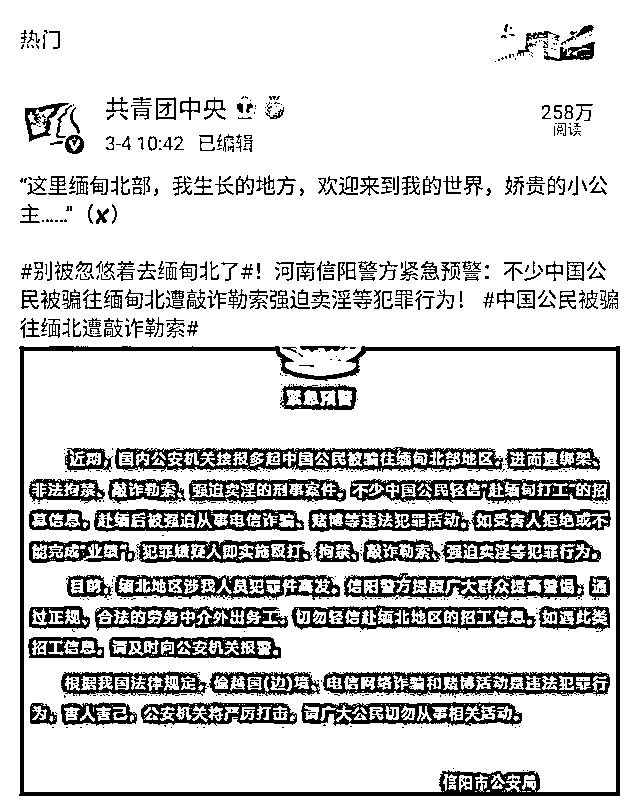 热门
共青团中央
258万
阅读
3-4 10:42 已编辑
“这里缅甸北部，我生长的地方，欢迎来到我的世界，娇贵的小公
主……”（✘）
#别被忽悠着去缅甸北了#！河南信阳警方紧急预警：不少中国公
民被骗往缅甸北遭敲诈勒索强迫卖淫等犯罪行为！ #中国公民被骗
往缅北遭敲诈勒索#
紧急预警
近期，国内公安机关接报多起中国公民被骗往缅甸北部地区，进而遭绑架、
非法拘禁、敲诈勒索、强迫卖淫的刑事案件，不少中国公民轻信“赴缅甸打工”的招
募信息，赴缅后被强迫从事电信诈骗、赌博等违法犯罪活动，如受害人拒绝或不
能完成“业绩”，犯罪嫌疑人即实施殴打、拘禁、敲诈勒索、强迫卖淫等犯罪行为。
目前，缅北地区涉及人员犯罪案件高发，信阳警方提醒广大群众提高警惕，通
过正规、合法的劳务中介外出务工，切勿轻信赴缅北地区的招工信息，如遇此类
招工信息，请及时向公安机关报警。
根据我国法律规定，偷越国(边)境、电信网络诈骗和赌博活动是违法犯罪行
为，害人害己，公安机关将严厉打击，请广大公民切勿从事相关活动。
信阳市公安局